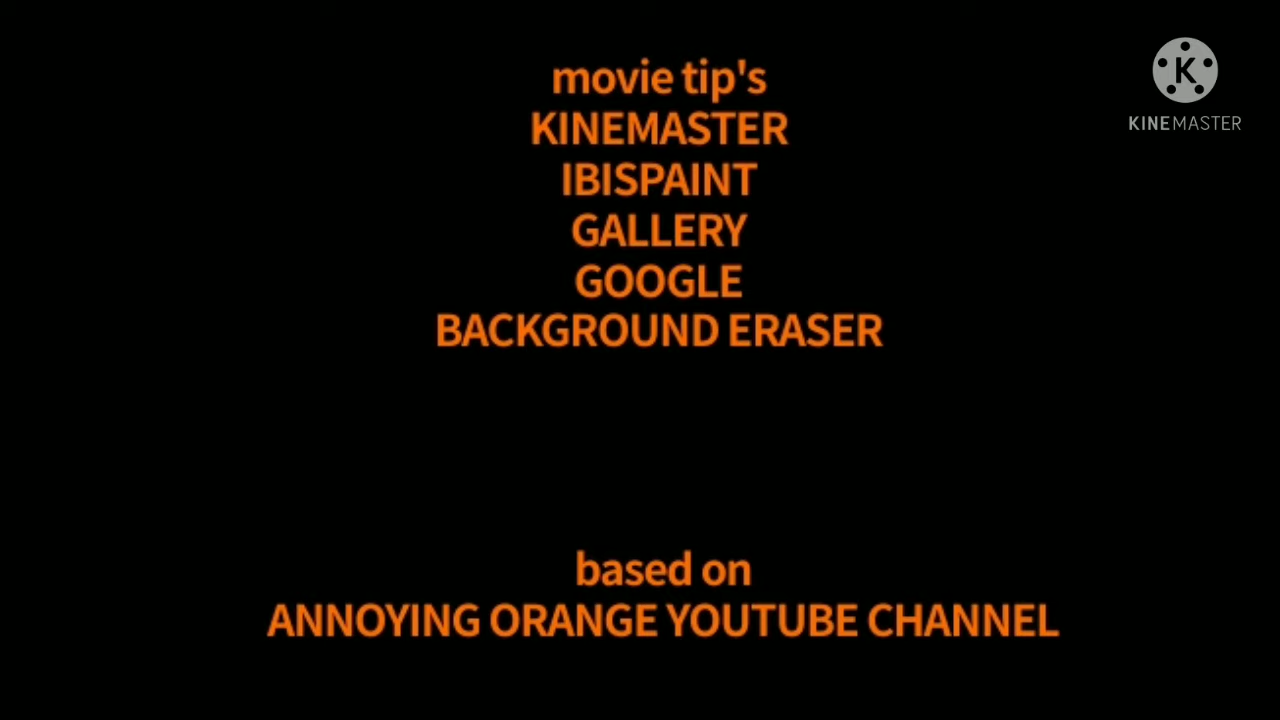 movie tip's
KINEMASTER
IBISPAINT
GALLERY
GOOGLE
BACKGROUND ERASER
K
KINEMASTER
based on
ANNOYING ORANGE YOUTUBE CHANNEL